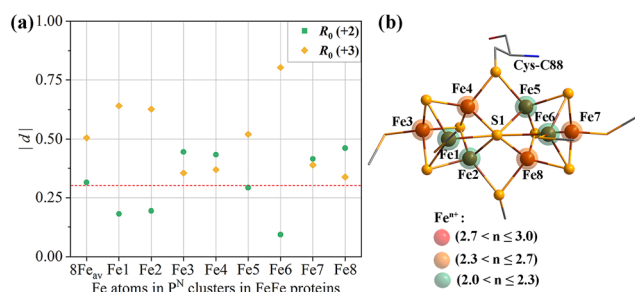 (a)
R₀ (+2)
R₀ (+3)
1.00
0.75
0.50
0.25
0.00
| d |
8Feav Fe1 Fe2 Fe3 Fe4 Fe5 Fe6 Fe7 Fe8
Fe atoms in Pᴺ clusters in FeFe proteins
(b)
Cys-C88
Fe4 Fe5
Fe3 S1 Fe6 Fe7
Fe1
Fe2 Fe8
Feⁿ⁺ :
(2.7 < n ≤ 3.0)
(2.3 < n ≤ 2.7)
(2.0 < n ≤ 2.3)